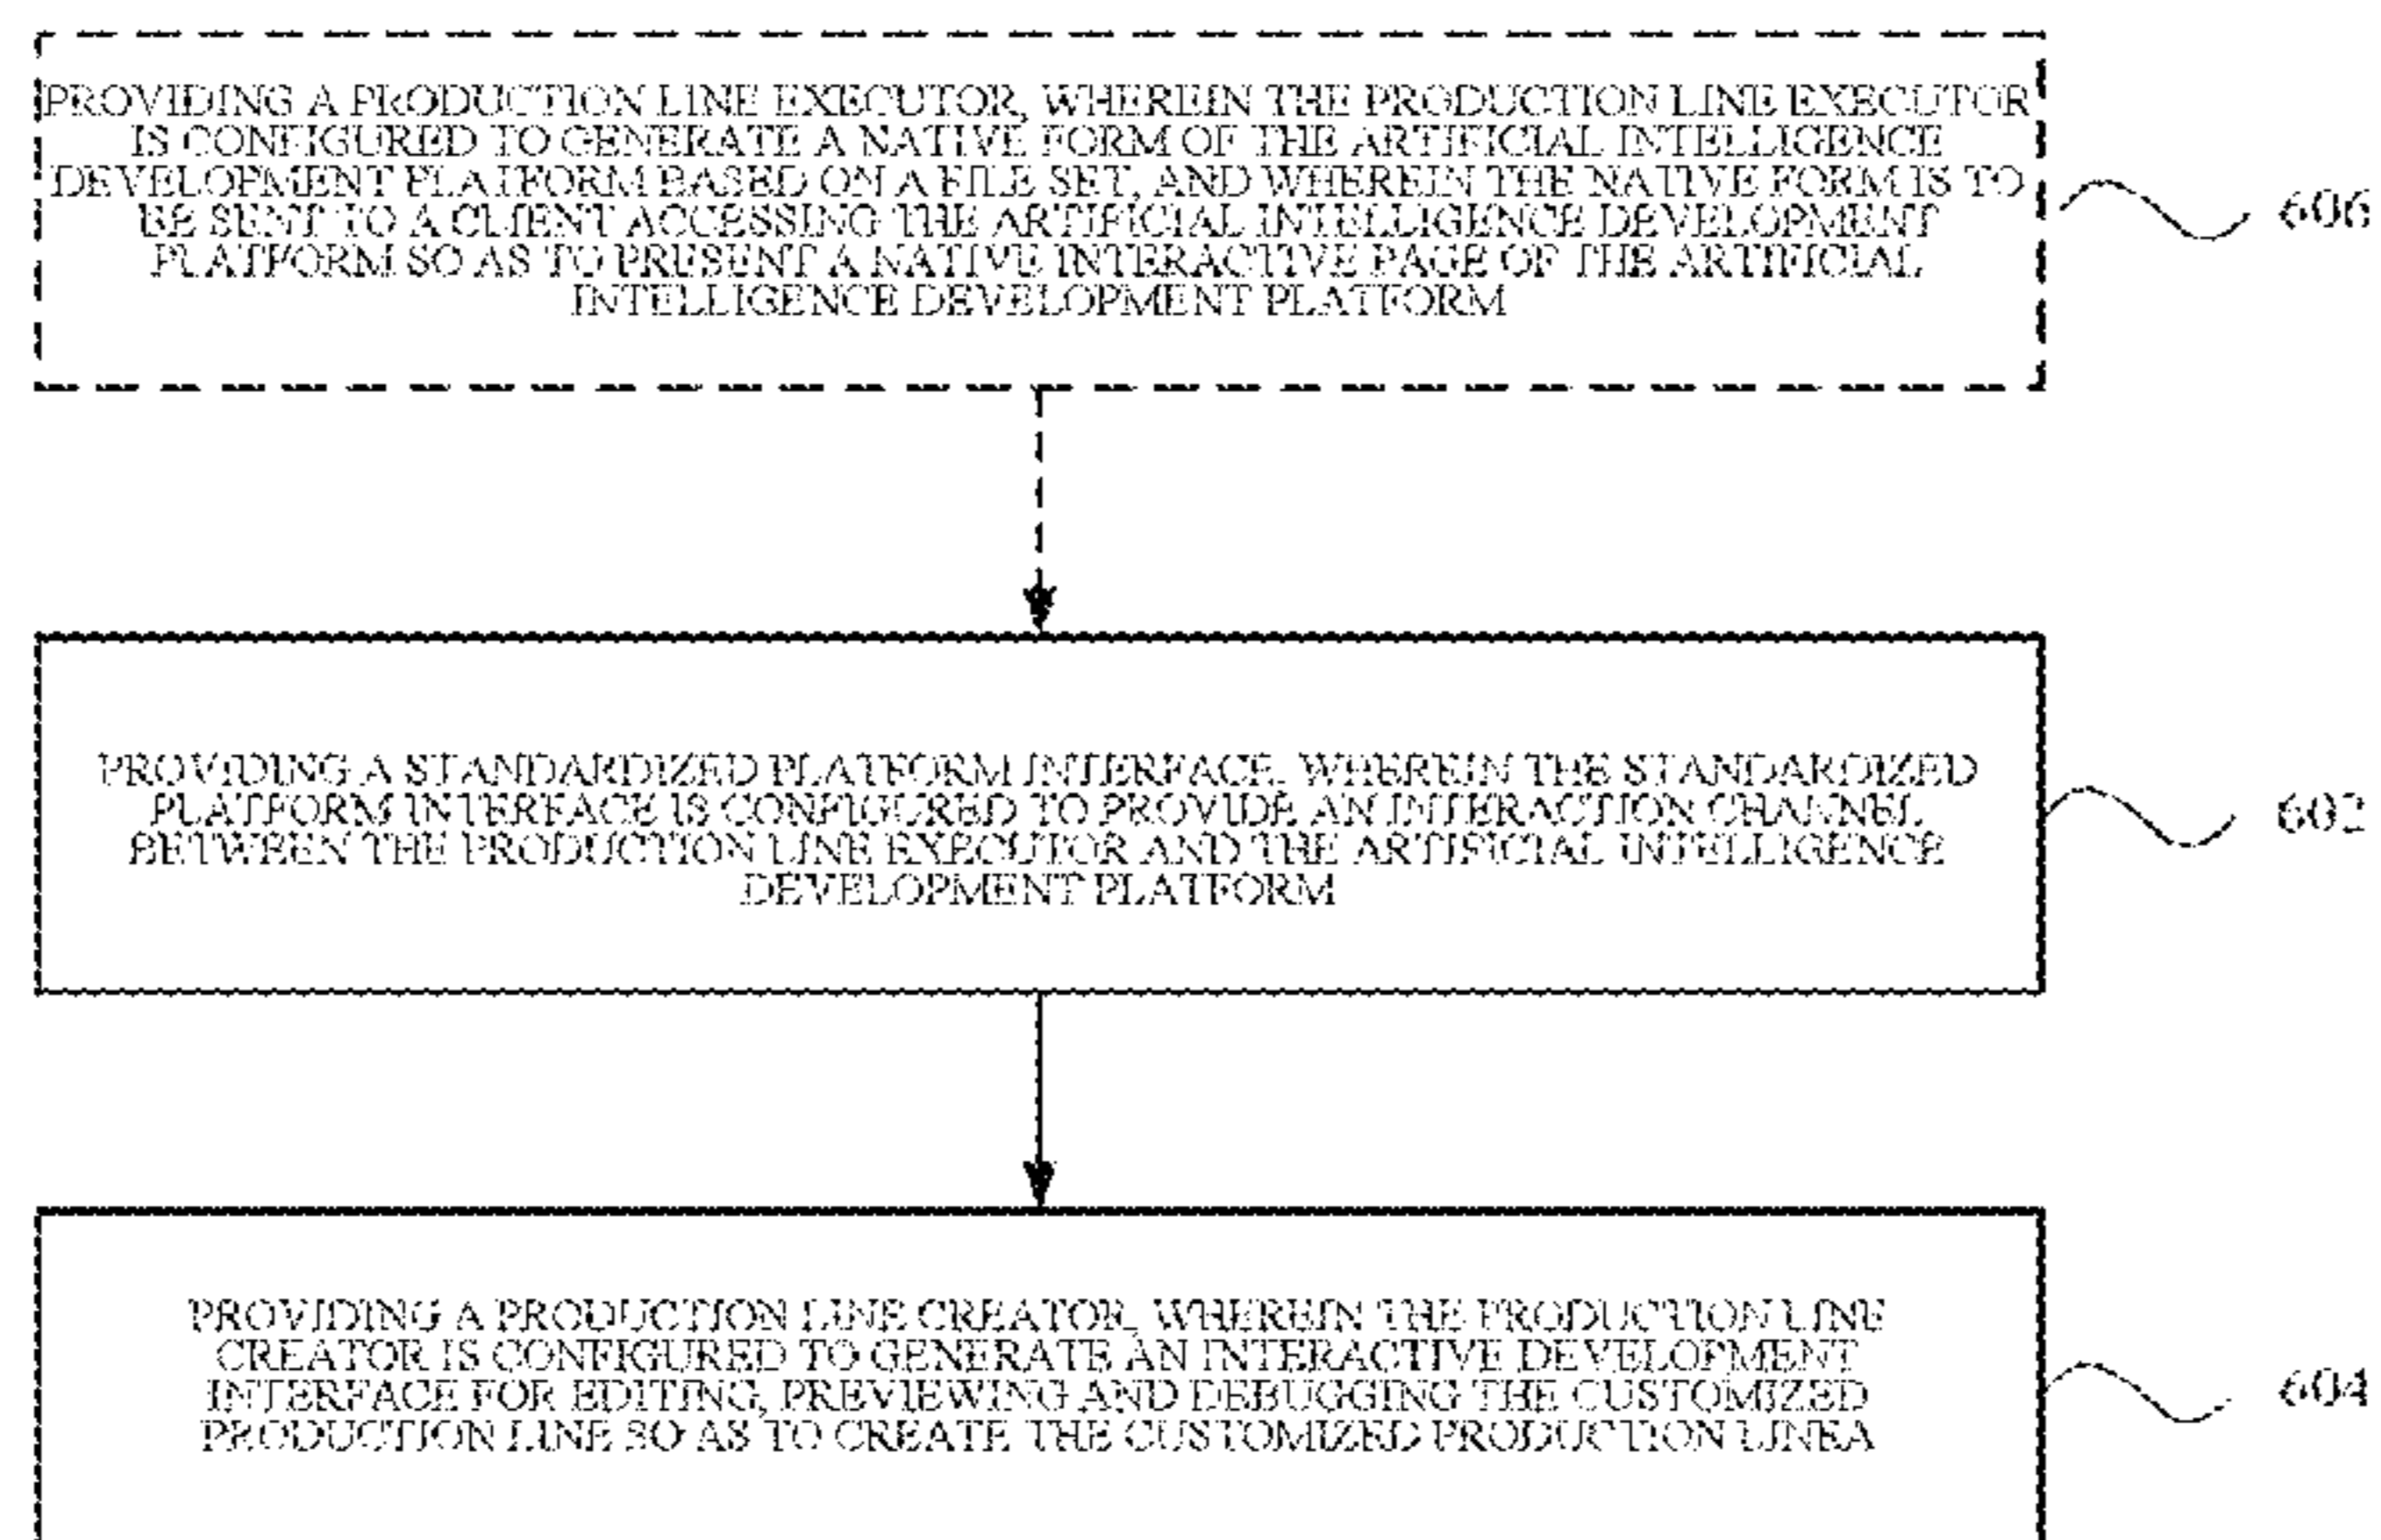 PROVIDING A PRODUCTION LINE EXECUTOR, WHEREIN THE PRODUCTION LINE EXECUTOR
IS CONFIGURED TO GENERATE A NATIVE FORM OF THE ARTIFICIAL INTELLIGENCE
DEVELOPMENT PLATFORM BASED ON A FILE SET, AND WHEREIN THE NATIVE FORM IS TO
BE SENT TO A CLIENT ACCESSING THE ARTIFICIAL INTELLIGENCE DEVELOPMENT
PLATFORM SO AS TO PRESENT A NATIVE INTERACTIVE PAGE OF THE ARTIFICIAL
INTELLIGENCE DEVELOPMENT PLATFORM
606
PROVIDING A STANDARDIZED PLATFORM INTERFACE, WHEREIN THE STANDARDIZED
PLATFORM INTERFACE IS CONFIGURED TO PROVIDE AN INTERACTION CHANNEL
BETWEEN THE PRODUCTION LINE EXECUTOR AND THE ARTIFICIAL INTELLIGENCE
DEVELOPMENT PLATFORM
602
PROVIDING A PRODUCTION LINE CREATOR, WHEREIN THE PRODUCTION LINE
CREATOR IS CONFIGURED TO GENERATE AN INTERACTIVE DEVELOPMENT
INTERFACE FOR EDITING, PREVIEWING AND DEBUGGING THE CUSTOMIZED
PRODUCTION LINE SO AS TO CREATE THE CUSTOMIZED PRODUCTION LINEA
604